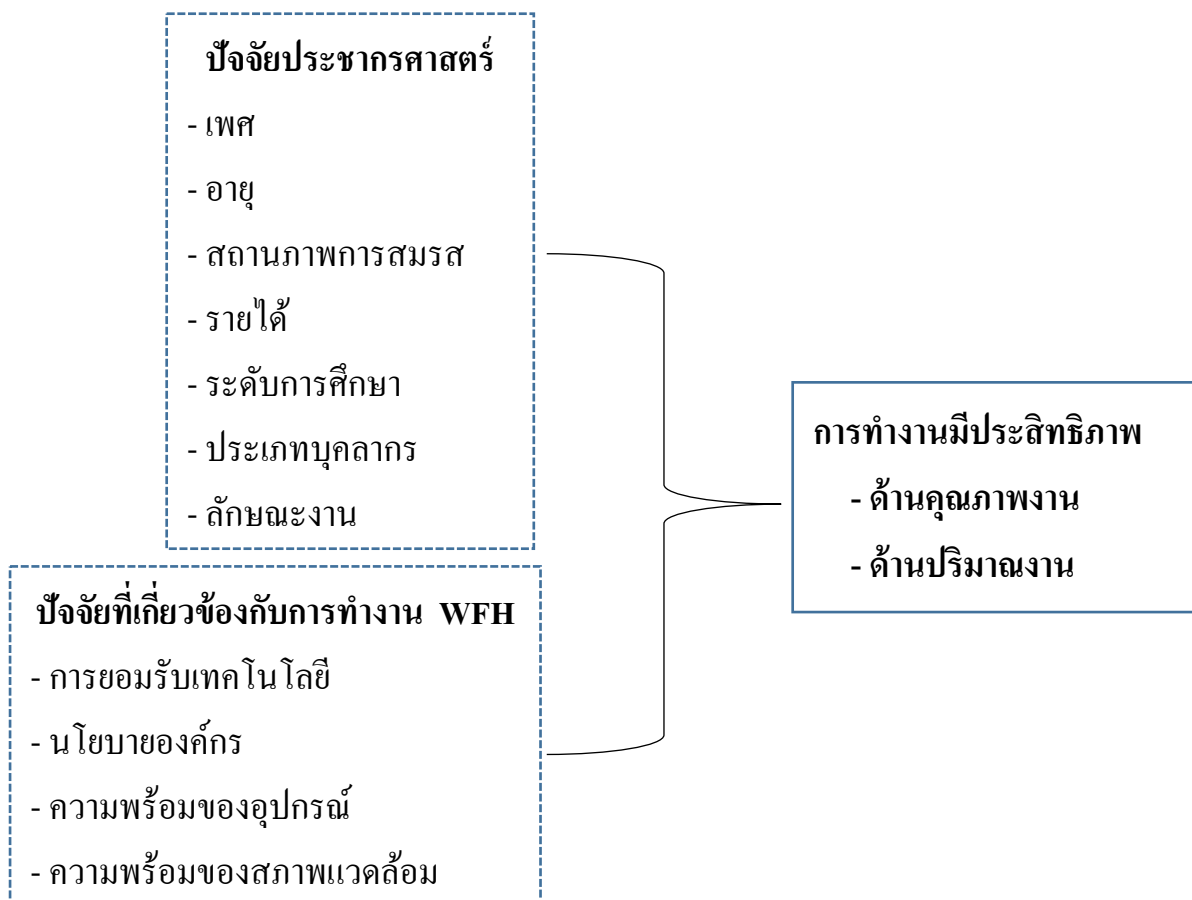 ปัจจัยประชากรศาสตร์
- เพศ
- อายุ
- สถานภาพการสมรส
- รายได้
- ระดับการศึกษา
- ประเภทบุคลากร
- ลักษณะงาน
ปัจจัยที่เกี่ยวข้องกับการทำงาน WFH
- การยอมรับเทคโนโลยี
- นโยบายองค์กร
- ความพร้อมของอุปกรณ์
- ความพร้อมของสภาพแวดล้อม
การทำงานมีประสิทธิภาพ
- ด้านคุณภาพงาน
- ด้านปริมาณงาน